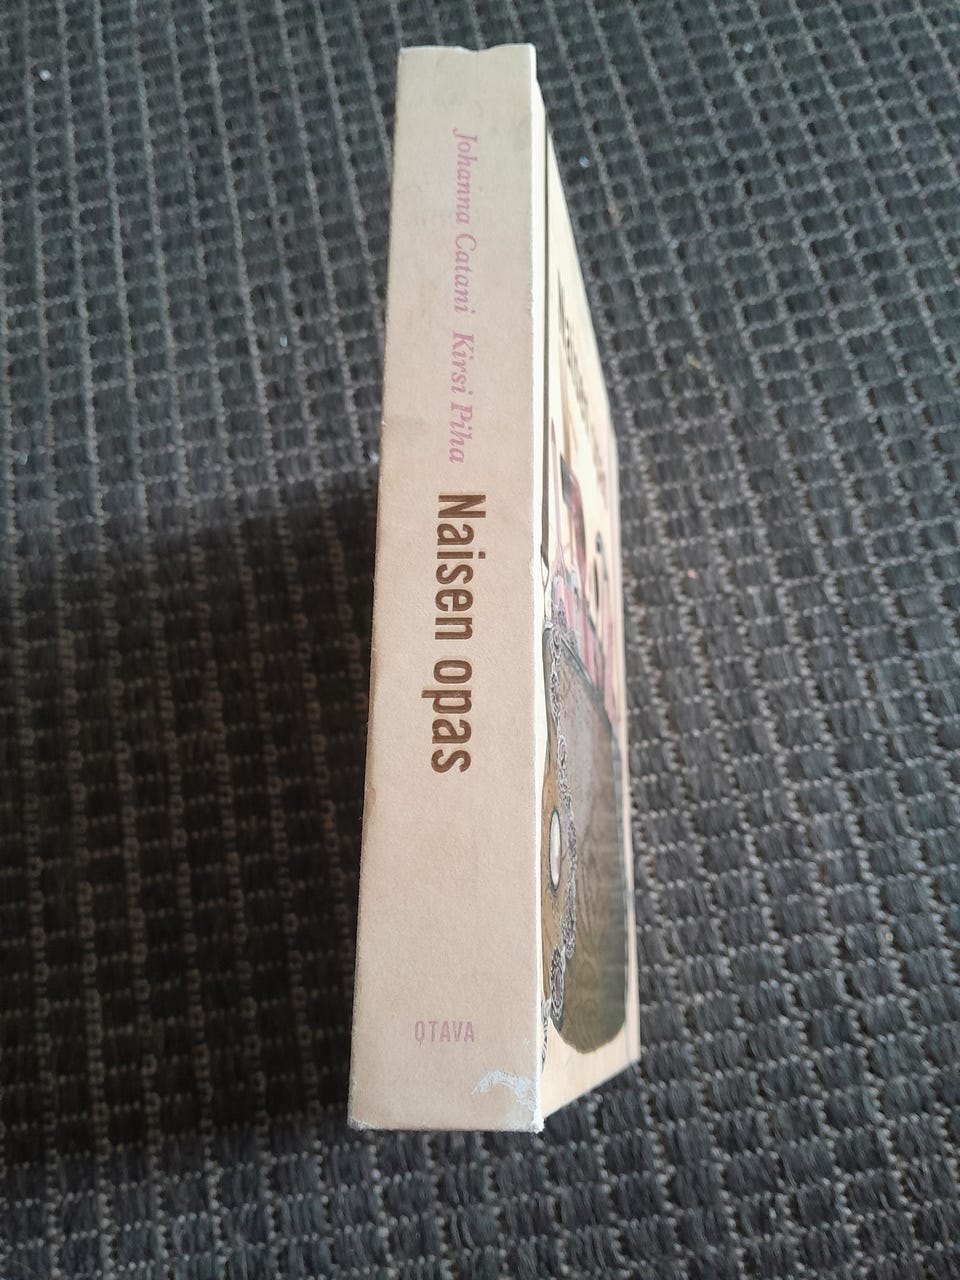 Johanna Catani Kirsi Piha
Naisen opas
OTAVA